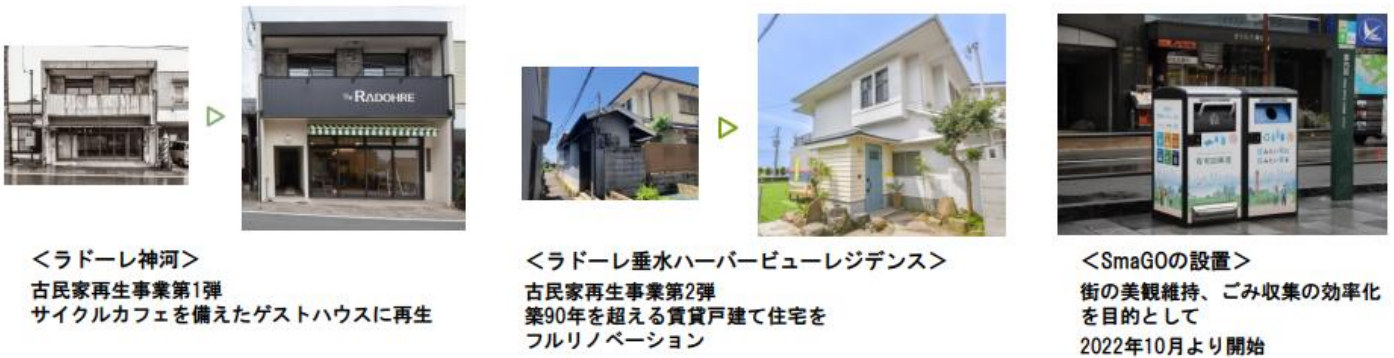 The RADOHRE
＜ラドーレ神河＞
古民家再生事業第1弾
サイクルカフェを備えたゲストハウスに再生
＜ラドーレ垂水ハーバービューレジデンス＞
古民家再生事業第2弾
築90年を超える賃貸戸建て住宅を
フルリノベーション
＜SmaGOの設置＞
街の美観維持、ごみ収集の効率化
を目的として
2022年10月より開始